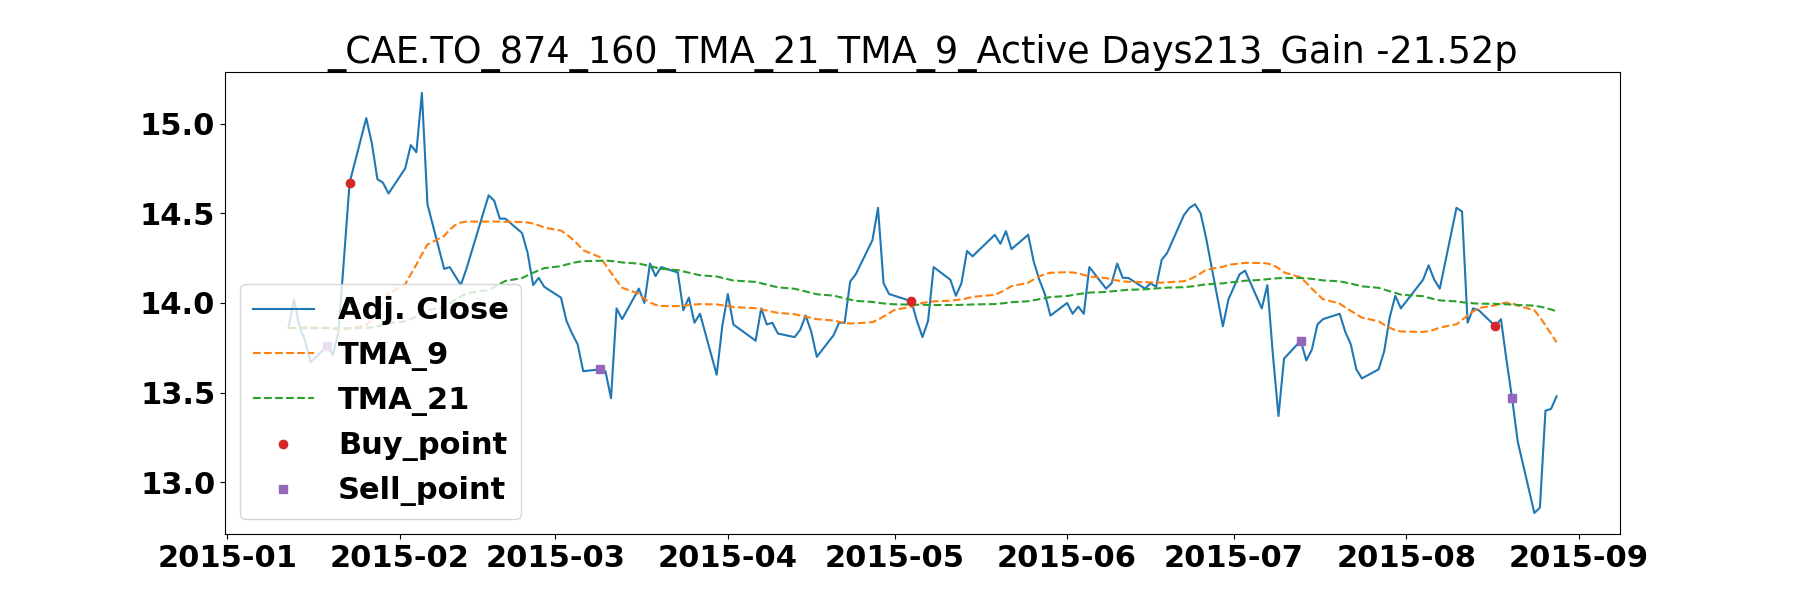 _CAE.TO_874_160_TMA_21_TMA_9_Active Days213_Gain -21.52p
15.0
14.5
14.0
13.5
13.0
Adj. Close
TMA_9
TMA_21
Buy_point
Sell_point
2015-01 2015-02 2015-03 2015-04 2015-05 2015-06 2015-07 2015-08 2015-09